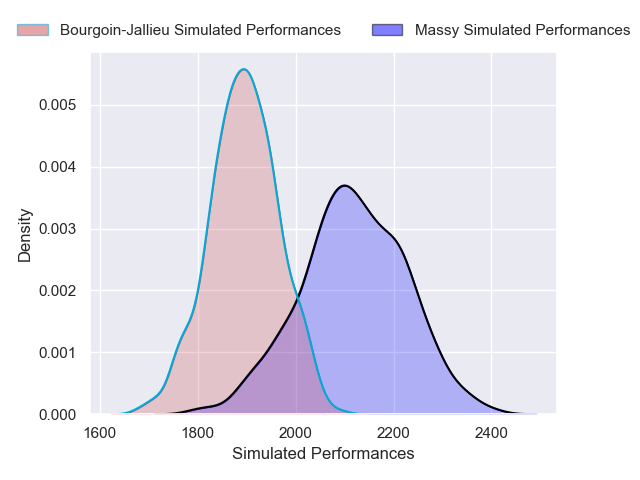 Bourgoin-Jallieu Simulated Performances
Massy Simulated Performances
0.005
0.004
0.003
0.002
0.001
0.000
Density
1600
1800
2000
2200
2400
Simulated Performances